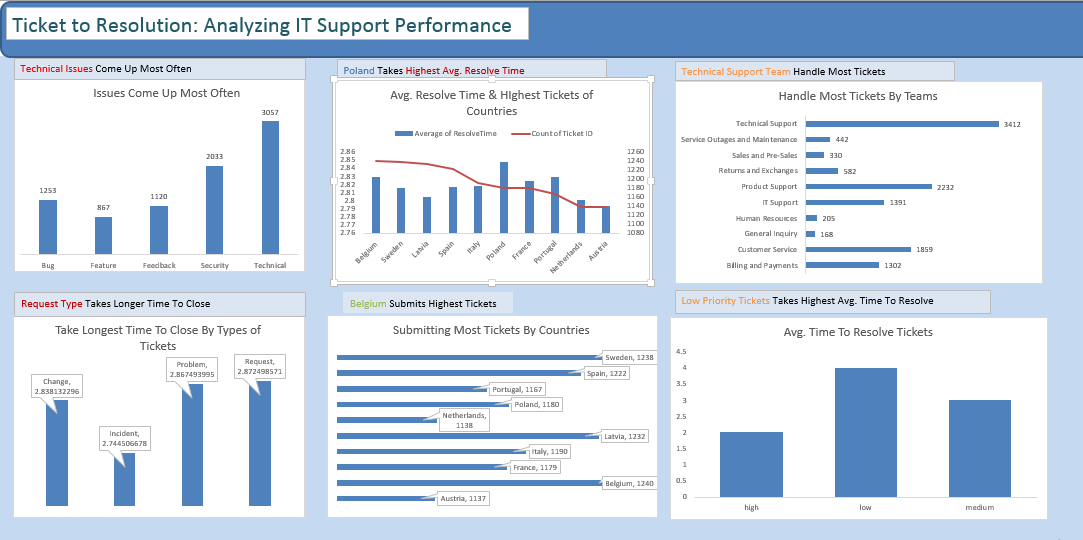 Ticket to Resolution: Analyzing IT Support Performance
Technical Issues Come Up Most Often
Issues Come Up Most Often
1253
867
1120
2033
3057
Bug
Feature
Feedback
Security
Technical
Poland Takes Highest Avg. Resolve Time
Avg. Resolve Time & HIghest Tickets of
Countries
Average of ResolveTime
Count of Ticket ID
2.86
2.85
2.84
2.83
2.82
2.81
2.8
2.79
2.78
2.77
2.76
1260
1240
1220
1200
1180
1160
1140
1120
1100
1080
Belgium
Sweden
Latvia
Spain
Italy
Poland
France
Portugal
Netherlands
Austria
Technical Support Team Handle Most Tickets
Handle Most Tickets By Teams
Technical Support 3412
Service Outages and Maintenance 442
Sales and Pre-Sales 330
Returns and Exchanges 582
Product Support 2232
IT Support 1391
Human Resources 205
General Inquiry 168
Customer Service 1859
Billing and Payments 1302
Request Type Takes Longer Time To Close
Take Longest Time To Close By Types of
Tickets
Change,
2.838132296
Incident,
2.744506678
Problem,
2.867493995
Request,
2.872498571
Belgium Submits Highest Tickets
Submitting Most Tickets By Countries
Sweden, 1238
Spain, 1222
Portugal, 1167
Poland, 1180
Netherlands,
1138
Latvia, 1232
Italy, 1190
France, 1179
Belgium, 1240
Austria, 1137
Low Priority Tickets Takes Highest Avg. Time To Resolve
Avg. Time To Resolve Tickets
4.5
4
3.5
3
2.5
2
1.5
1
0.5
0
high
low
medium